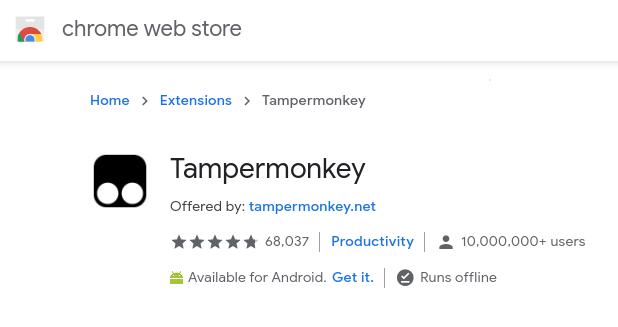 chrome web store
Home > Extensions > Tampermonkey
Tampermonkey
Offered by: tampermonkey.net
68,037 Productivity 10,000,000+ users
Available for Android. Get it. Runs offline